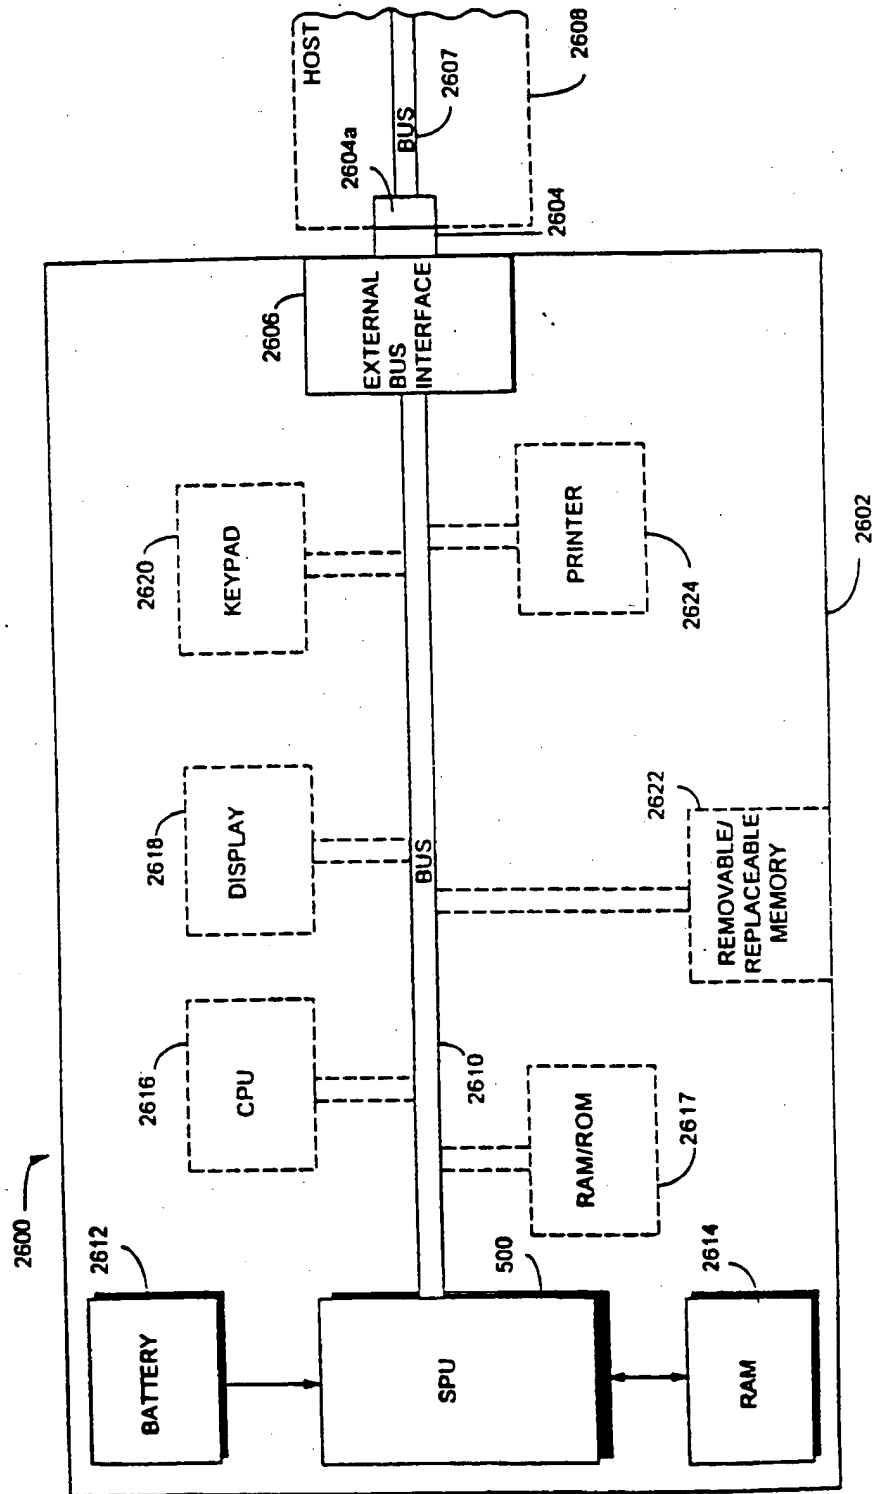 2600
2612
BATTERY
SPU
500
RAM
2614
2616
CPU
2610
RAM/ROM
2617
2618
DISPLAY
BUS
2622
REMOVABLE/
REPLACEABLE
MEMORY
2620
KEYPAD
PRINTER
2624
2602
2606
EXTERNAL
BUS
INTERFACE
2604a
2604
HOST
BUS
2607
2608